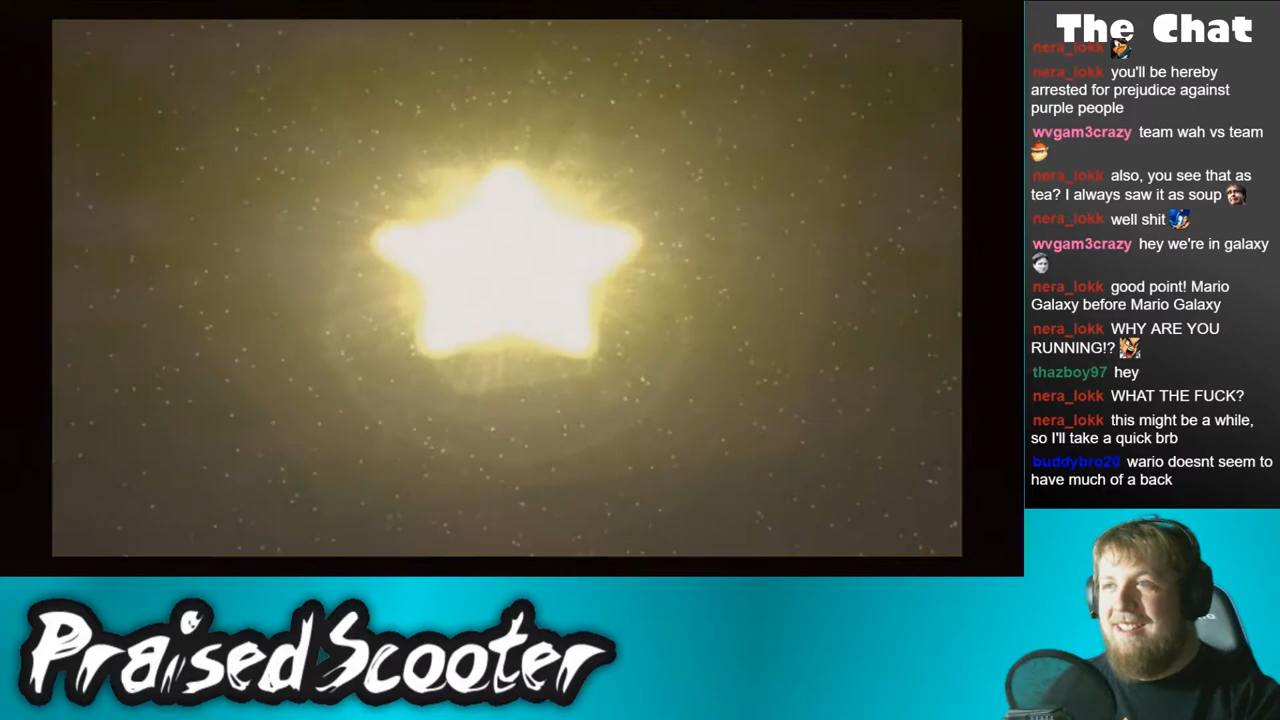 The Chat
nera_lokk
nera_lokk you'll be hereby
arrested for prejudice against
purple people
wvgam3crazy team wah vs team
nera_lokk also, you see that as
tea? I always saw it as soup
nera_lokk well shit
wvgam3crazy hey we're in galaxy
nera_lokk good point! Mario
Galaxy before Mario Galaxy
nera_lokk WHY ARE YOU
RUNNING!?
thazboy97 hey
nera_lokk WHAT THE FUCK?
nera_lokk this might be a while,
so I'll take a quick brb
buddybro20 wario doesnt seem to
have much of a back
PraisedScooter